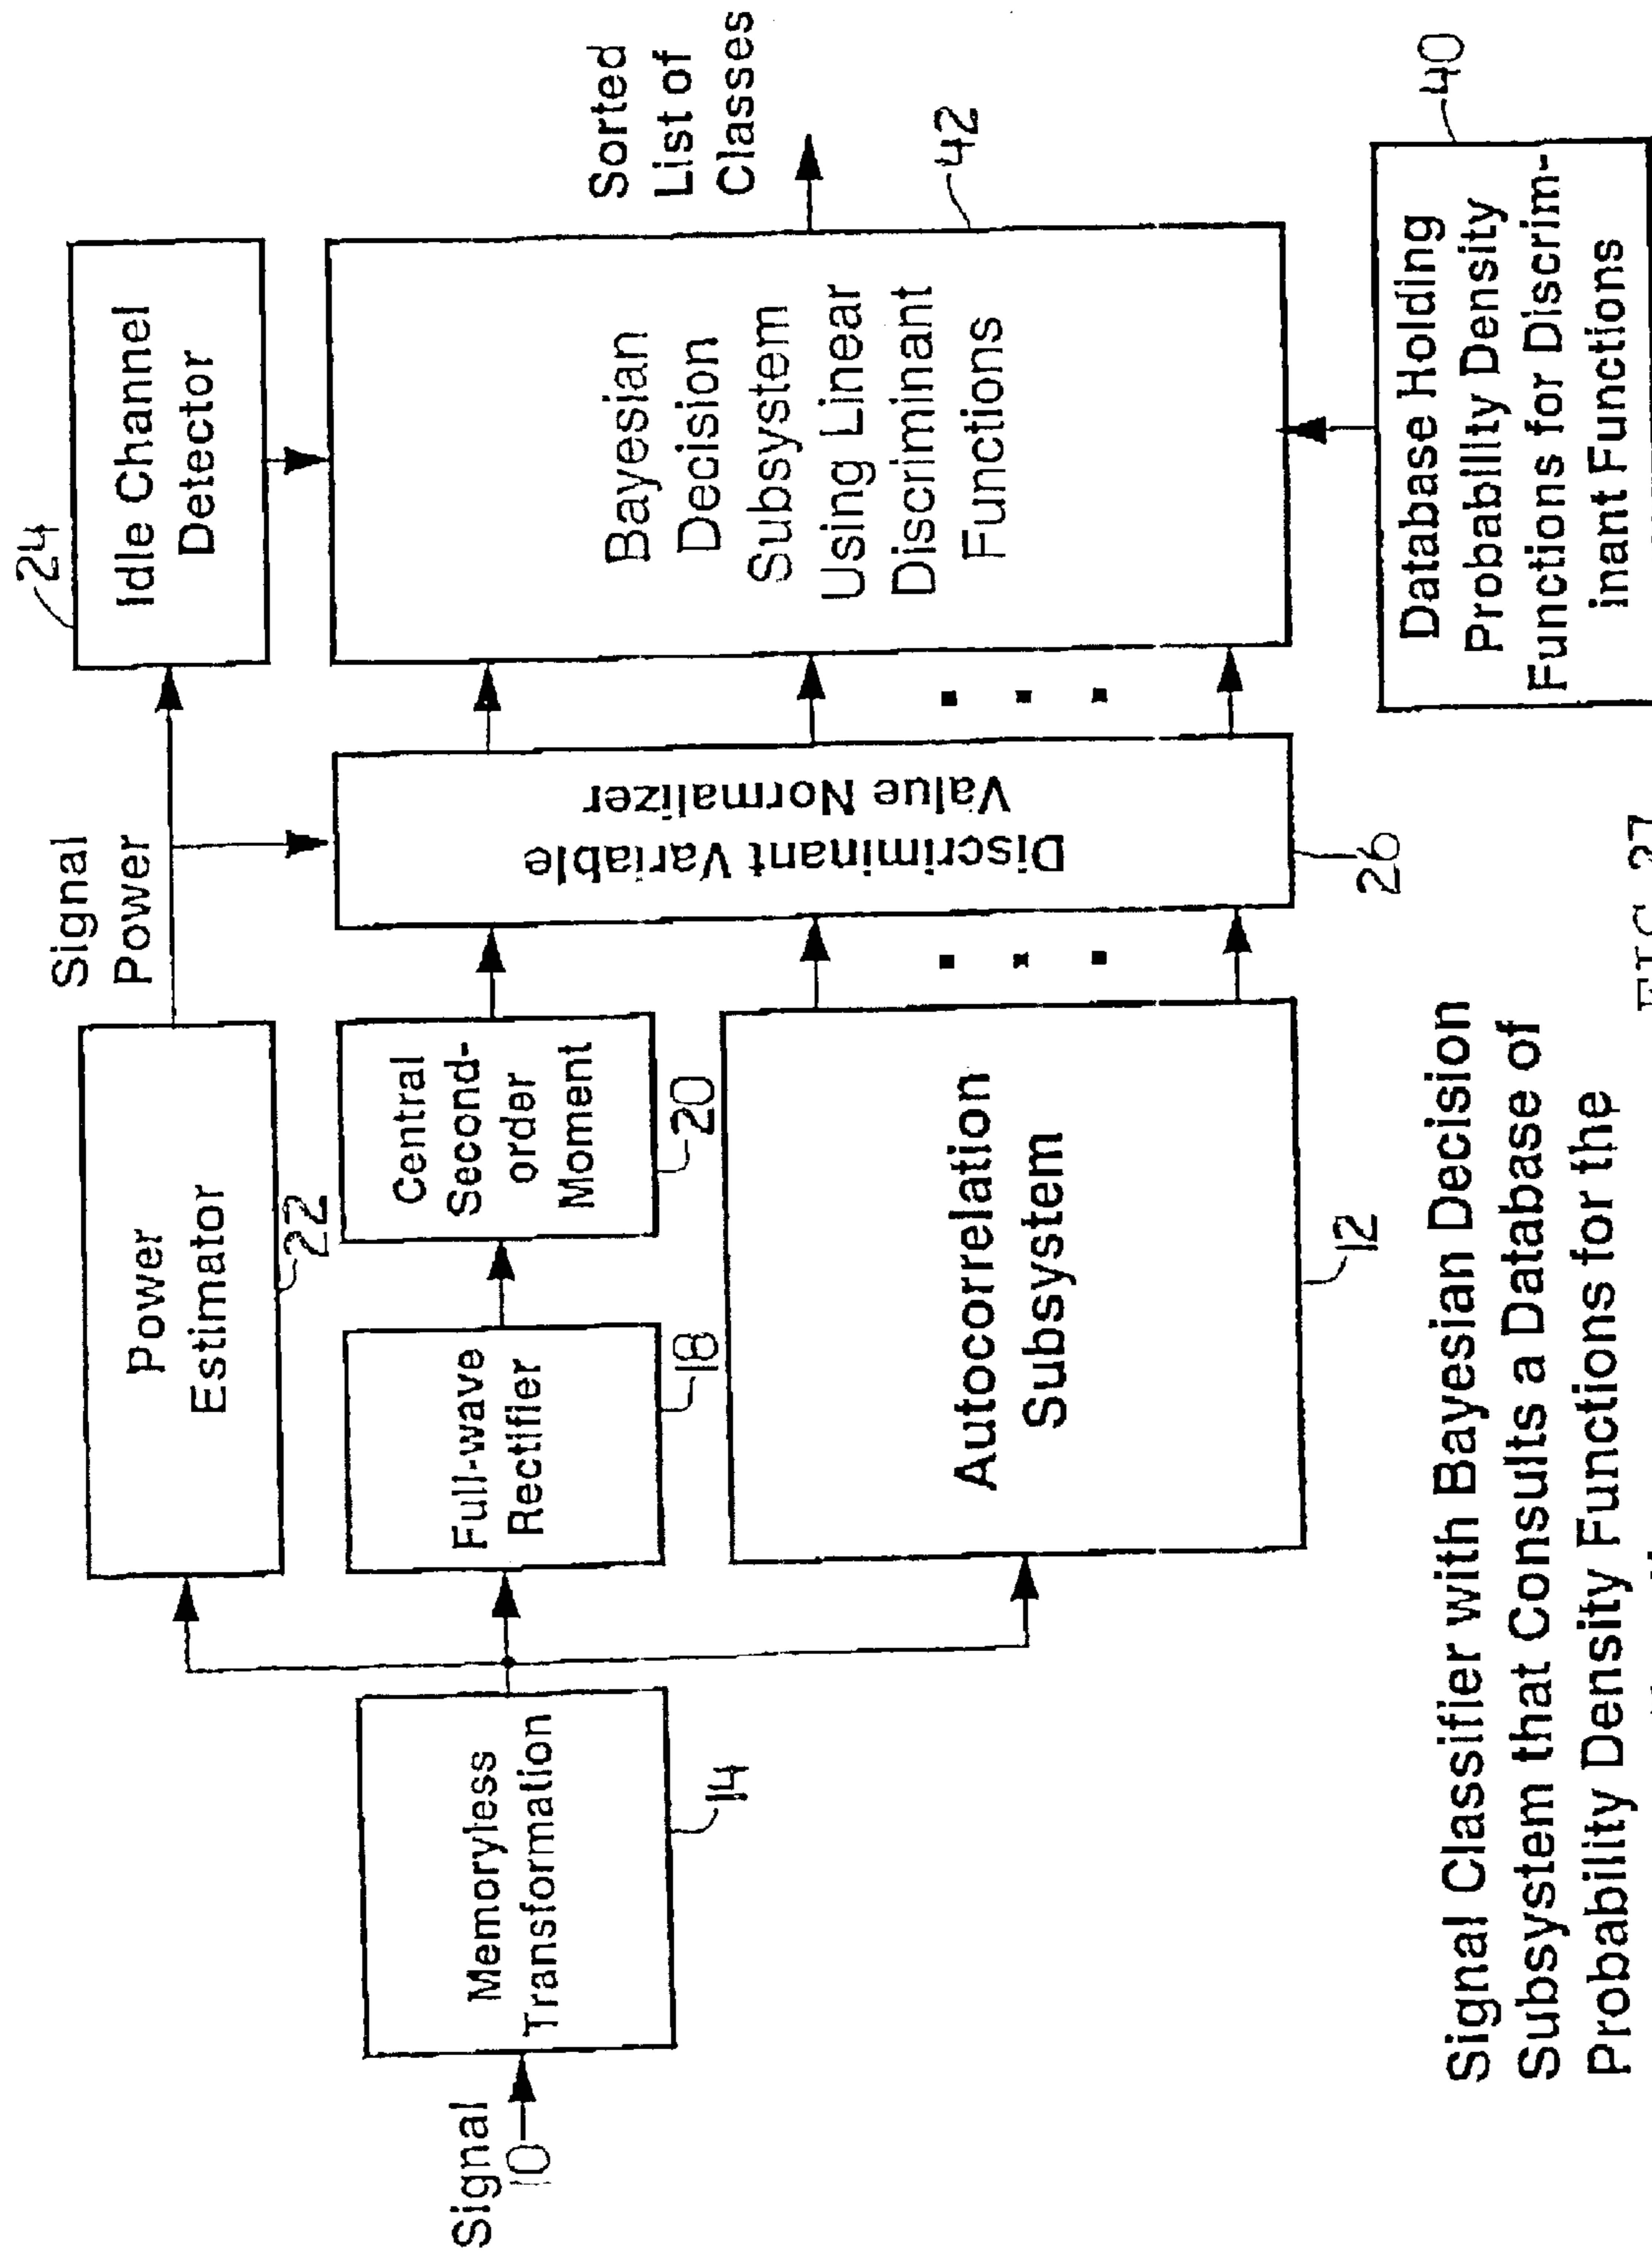 Signal
10
Memoryless
Transformation
14
Power
Estimator
22
Full-wave
Rectifier
18
Central
Second-
order
Moment
20
Autocorrelation
Subsystem
12
Signal
Power
Discriminant Variable
Value Normalizer
26
Idle Channel
Detector
24
Bayesian
Decision
Subsystem
Using Linear
Discriminant
Functions
42
Sorted
List of
Classes
Database Holding
Probability Density
Functions for Discrim-
inant Functions
40
Signal Classifier with Bayesian Decision
Subsystem that Consults a Database of
Probability Density Functions for the